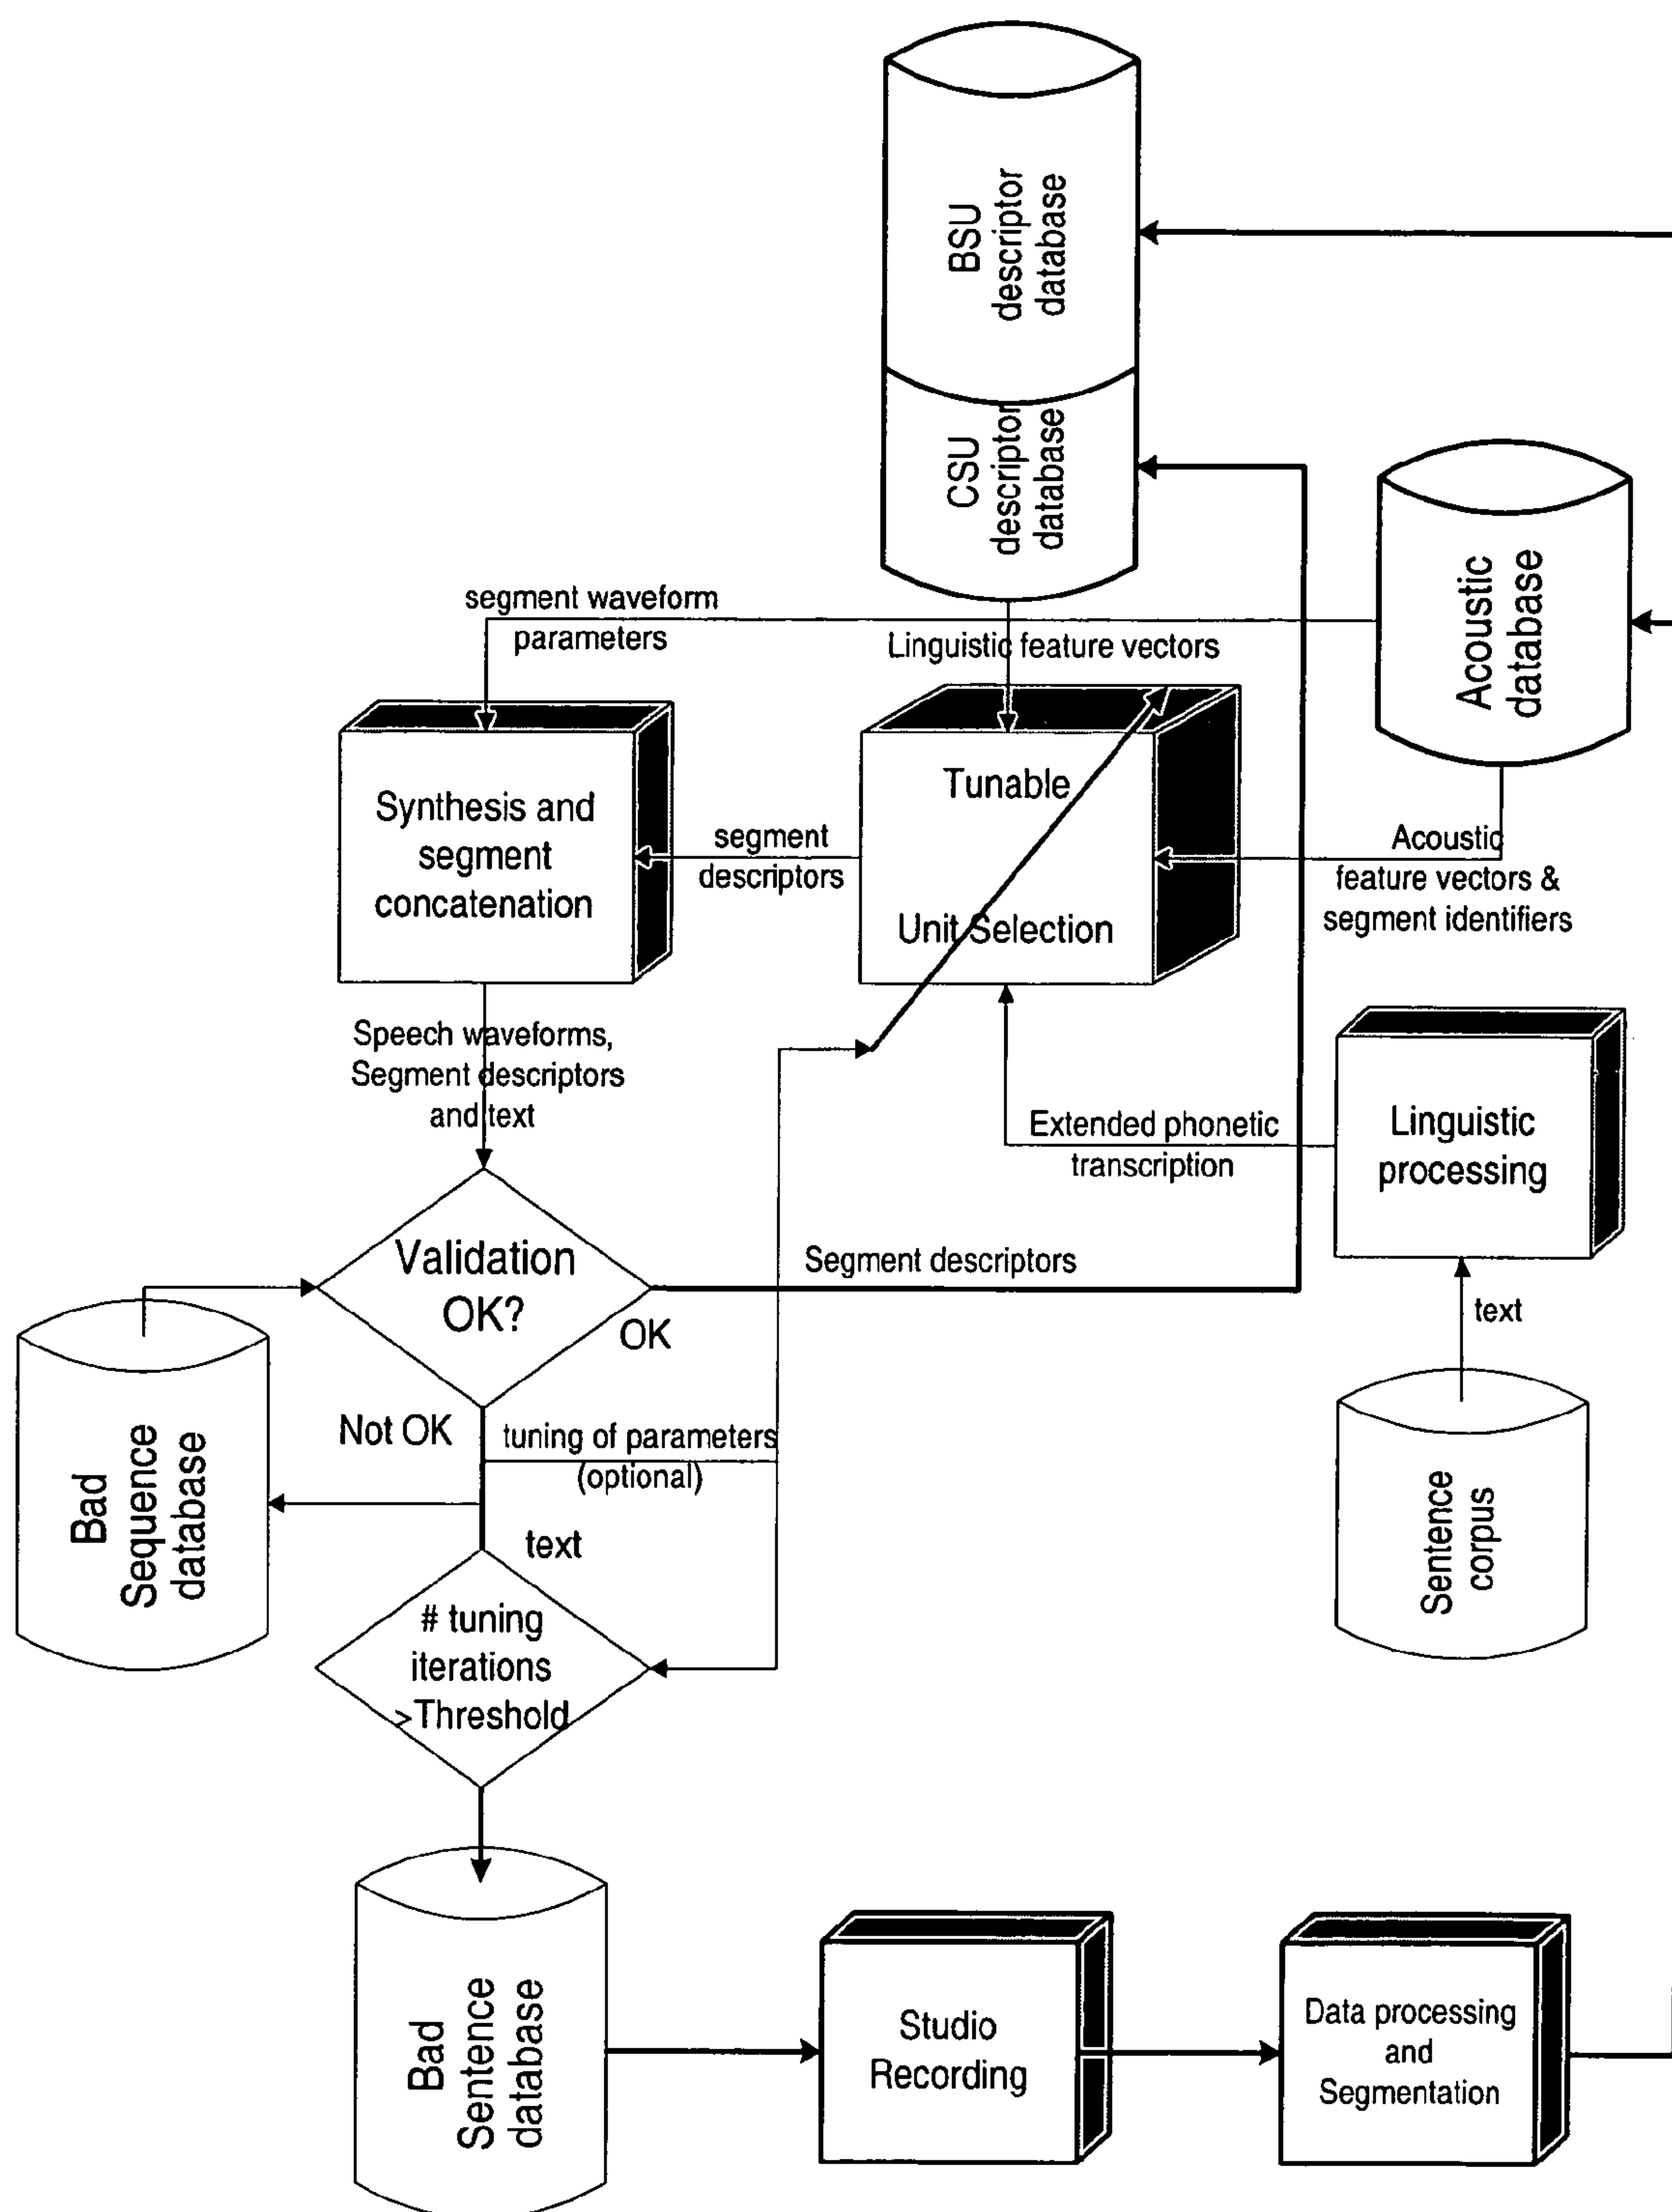 BSU
descriptor
database
CSU
descriptor
database
Acoustic
database
segment waveform
parameters
Linguistic feature vectors
Synthesis and
segment
concatenation
segment
descriptors
Tunable
Unit Selection
Acoustic
feature vectors &
segment identifiers
Speech waveforms,
Segment descriptors
and text
Extended phonetic
transcription
Linguistic
processing
Validation
OK?
Segment descriptors
OK
text
Not OK
tuning of parameters
(optional)
Bad
Sequence
database
text
Sentence
corpus
# tuning
iterations
>Threshold
Bad
Sentence
database
Studio
Recording
Data processing
and
Segmentation